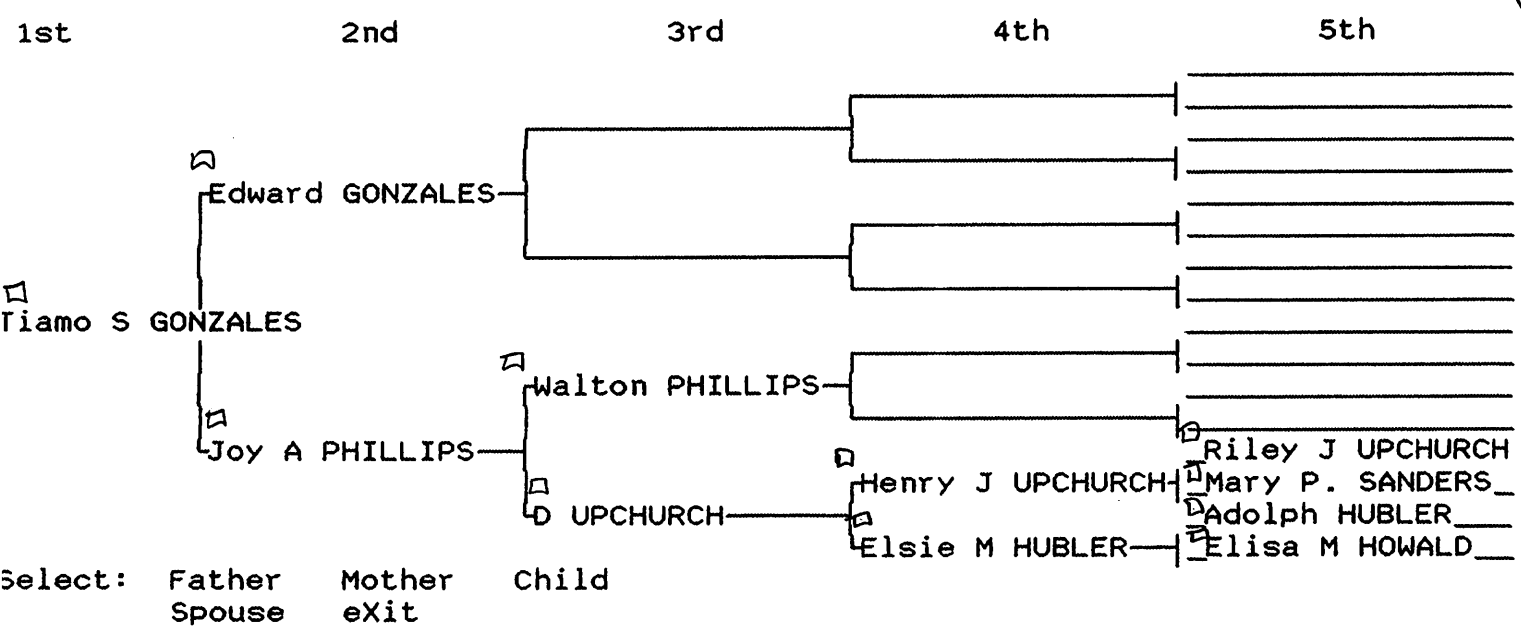 1st 2nd 3rd 4th 5th
Edward GONZALES
Tiamo S GONZALES
Walton PHILLIPS
Joy A PHILLIPS
Riley J UPCHURCH
Henry J UPCHURCH
Mary P. SANDERS
D UPCHURCH
Adolph HUBLER
Elsie M HUBLER
Elisa M HOWALD
Select: Father Mother Child
Spouse eXit